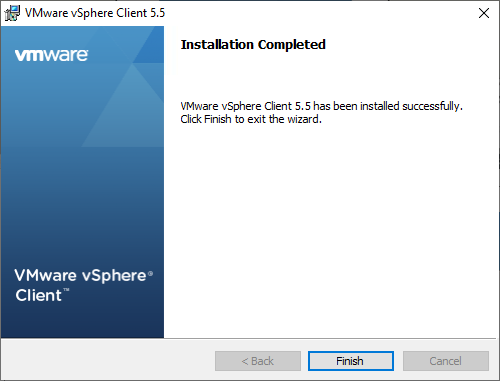 VMware vSphere Client 5.5
vmware®
Installation Completed
VMware vSphere Client 5.5 has been installed successfully.
Click Finish to exit the wizard.
VMware vSphere®
Client™
< Back
Finish
Cancel